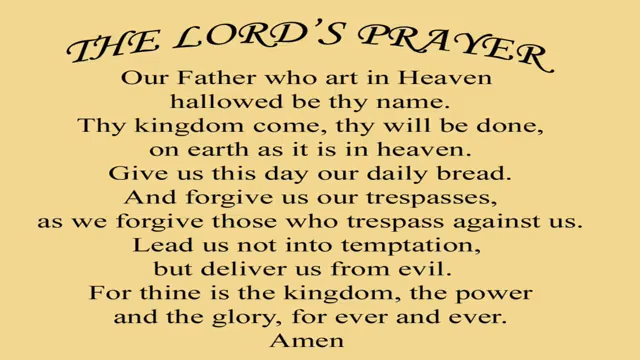 THE LORD'S PRAYER
Our Father who art in Heaven
hallowed be thy name.
Thy kingdom come, thy will be done,
on earth as it is in heaven.
Give us this day our daily bread.
And forgive us our trespasses,
as we forgive those who trespass against us.
Lead us not into temptation,
but deliver us from evil.
For thine is the kingdom, the power
and the glory, for ever and ever.
Amen